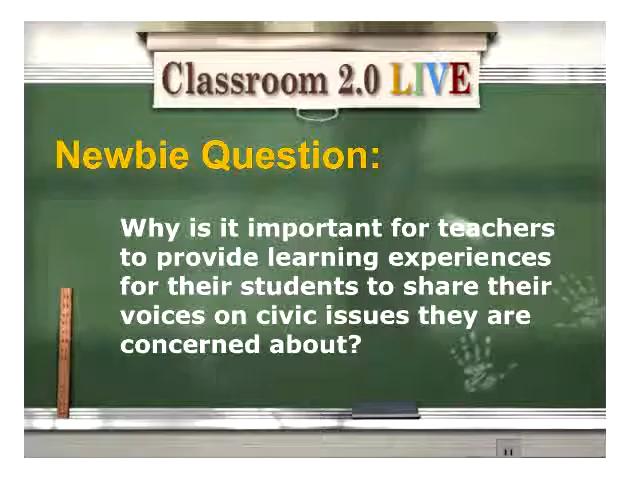 Classroom 2.0 LIVE
Newbie Question:
Why is it important for teachers
to provide learning experiences
for their students to share their
voices on civic issues they are
concerned about?